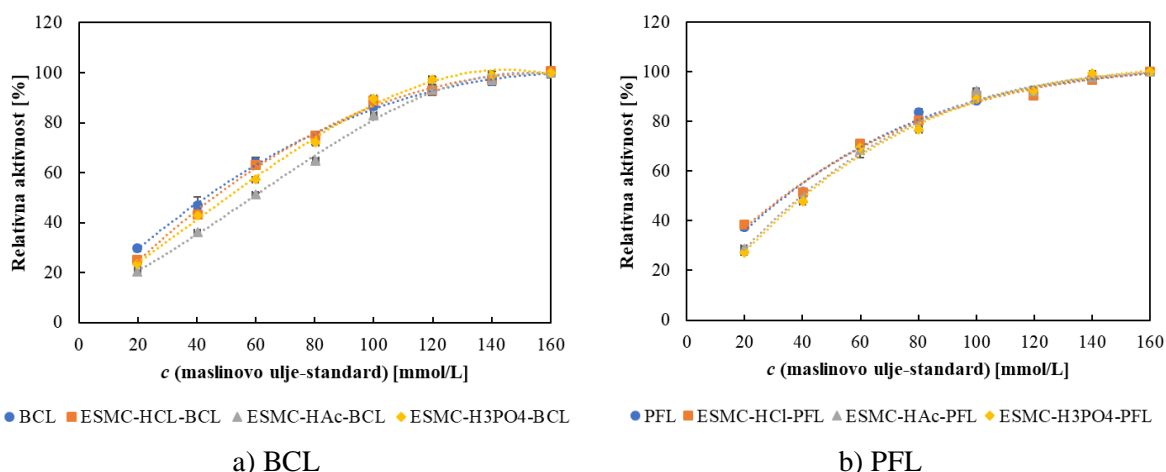 120
100
80
60
40
20
0
Relativna aktivnost [%]
0 20 40 60 80 100 120 140 160
c (maslinovo ulje-standard) [mmol/L]
BCL ESMC-HCL-BCL ESMC-HAc-BCL ESMC-H3PO4-BCL
a) BCL
120
100
80
60
40
20
0
Relativna aktivnost [%]
0 20 40 60 80 100 120 140 160
c (maslinovo ulje-standard) [mmol/L]
PFL ESMC-HCl-PFL ESMC-HAc-PFL ESMC-H3PO4-PFL
b) PFL